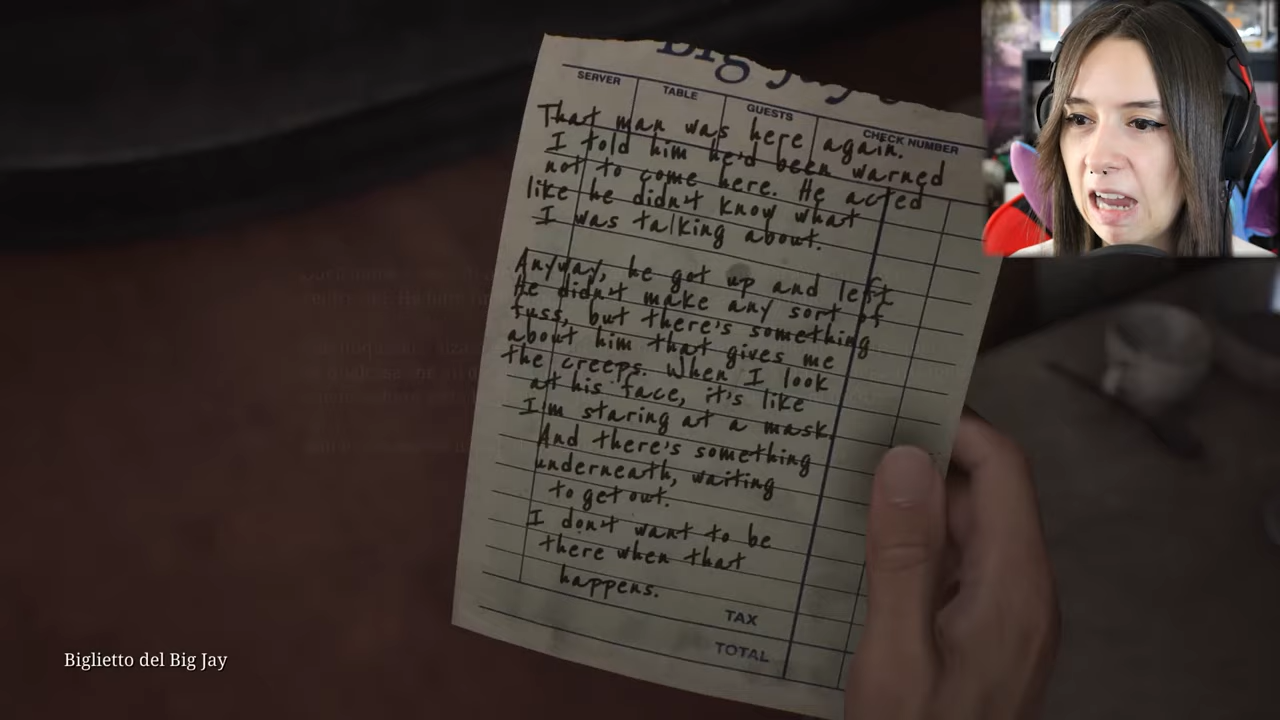 Big Jay's
SERVER TABLE GUESTS CHECK NUMBER
That man was here again.
I told him he'd been warned
not to come here. He acted
like he didn't know what
I was talking about.
Anyway, he got up and left
He didn't make any sort of
fuss, but there's something
about him that gives me
the creeps. When I look
at his face, it's like
I'm staring at a mask.
And there's something
underneath, waiting
to get out.
I don't want to be
there when that
happens.
TAX
TOTAL
Biglietto del Big Jay